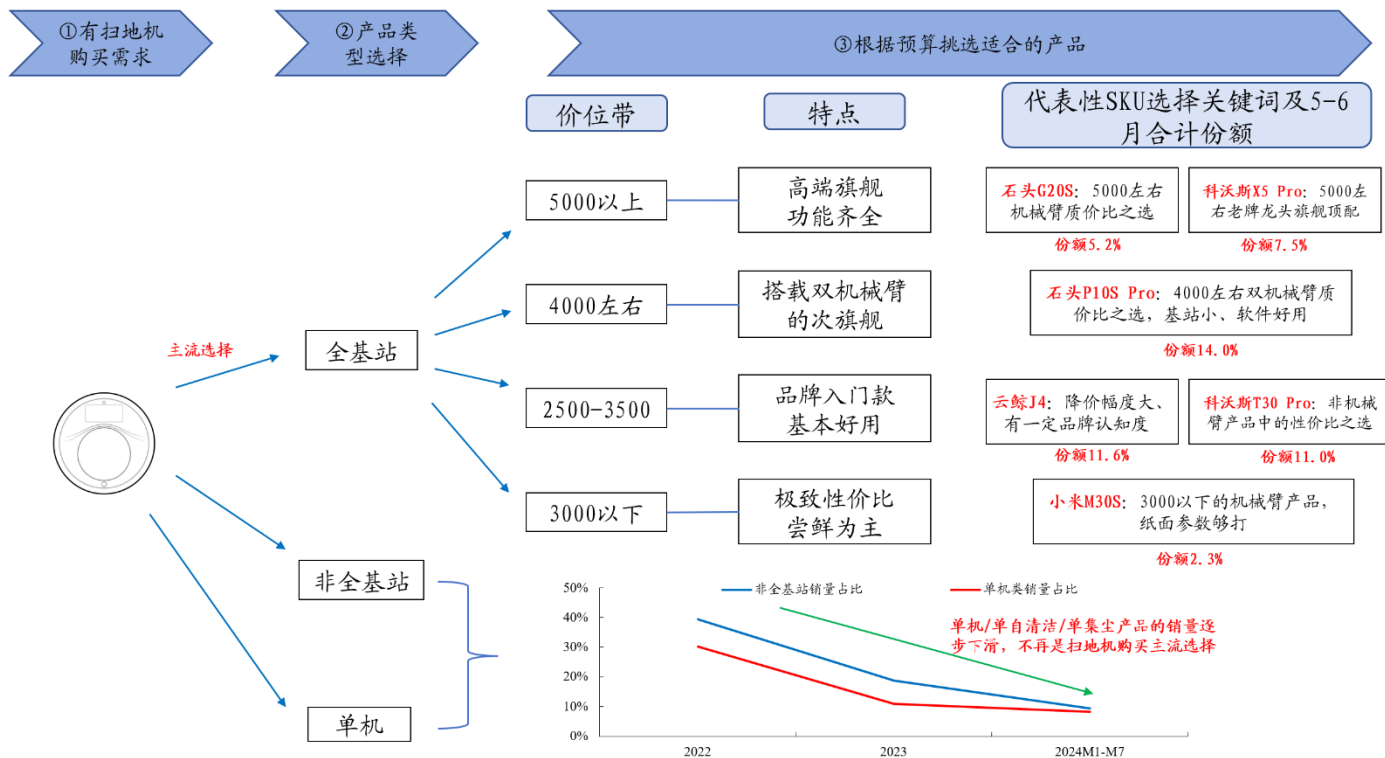 ①有扫地机
购买需求
②产品类
型选择
③根据预算挑选适合的产品
价位带
特点
代表性SKU选择关键词及5-6
月合计份额
5000以上
高端旗舰
功能齐全
石头G20S：5000左右
机械臂质价比之选
份额5.2%
科沃斯X5 Pro：5000左
右老牌龙头旗舰顶配
份额7.5%
4000左右
搭载双机械臂
的次旗舰
石头P10S Pro：4000左右双机械臂质
价比之选，基站小、软件好用
份额14.0%
主流选择
全基站
2500-3500
品牌入门款
基本好用
云鲸J4：降价幅度大、
有一定品牌认知度
份额11.6%
科沃斯T30 Pro：非机械
臂产品中的性价比之选
份额11.0%
3000以下
极致性价比
尝鲜为主
小米M30S：3000以下的机械臂产品，
纸面参数够打
份额2.3%
非全基站
单机
非全基站销量占比
单机类销量占比
单机/单自清洁/单集尘产品的销量逐
步下滑，不再是扫地机购买主流选择
50%
40%
30%
20%
10%
0%
2022
2023
2024M1-M7